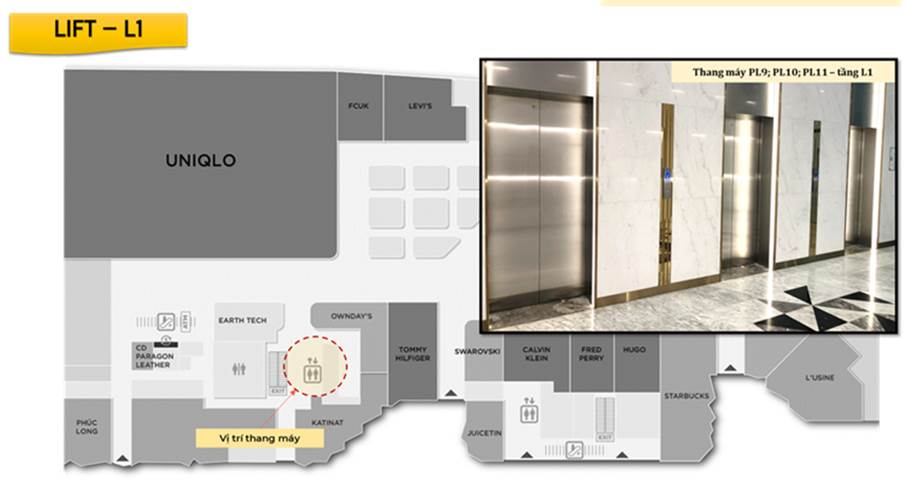 LIFT – L1
Thang máy PL9; PL10; PL11 – tầng L1
FCUK
LEVI'S
UNIQLO
EARTH TECH
OWNDAY'S
ATM
CD
PARAGON
LEATHER
TOMMY
HILFIGER
SWAROVSKI
CALVIN
KLEIN
FRED
PERRY
HUGO
L'USINE
STARBUCKS
EXIT
PHÚC
LONG
KATINAT
Vị trí thang máy
JUICETIN
EXIT